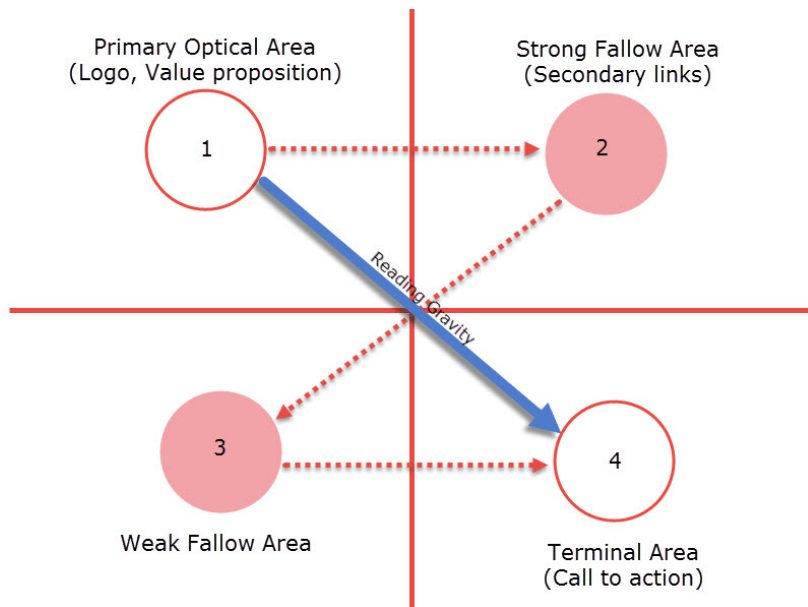 Primary Optical Area
(Logo, Value proposition)
1
Strong Fallow Area
(Secondary links)
2
Reading Gravity
3
Weak Fallow Area
4
Terminal Area
(Call to action)